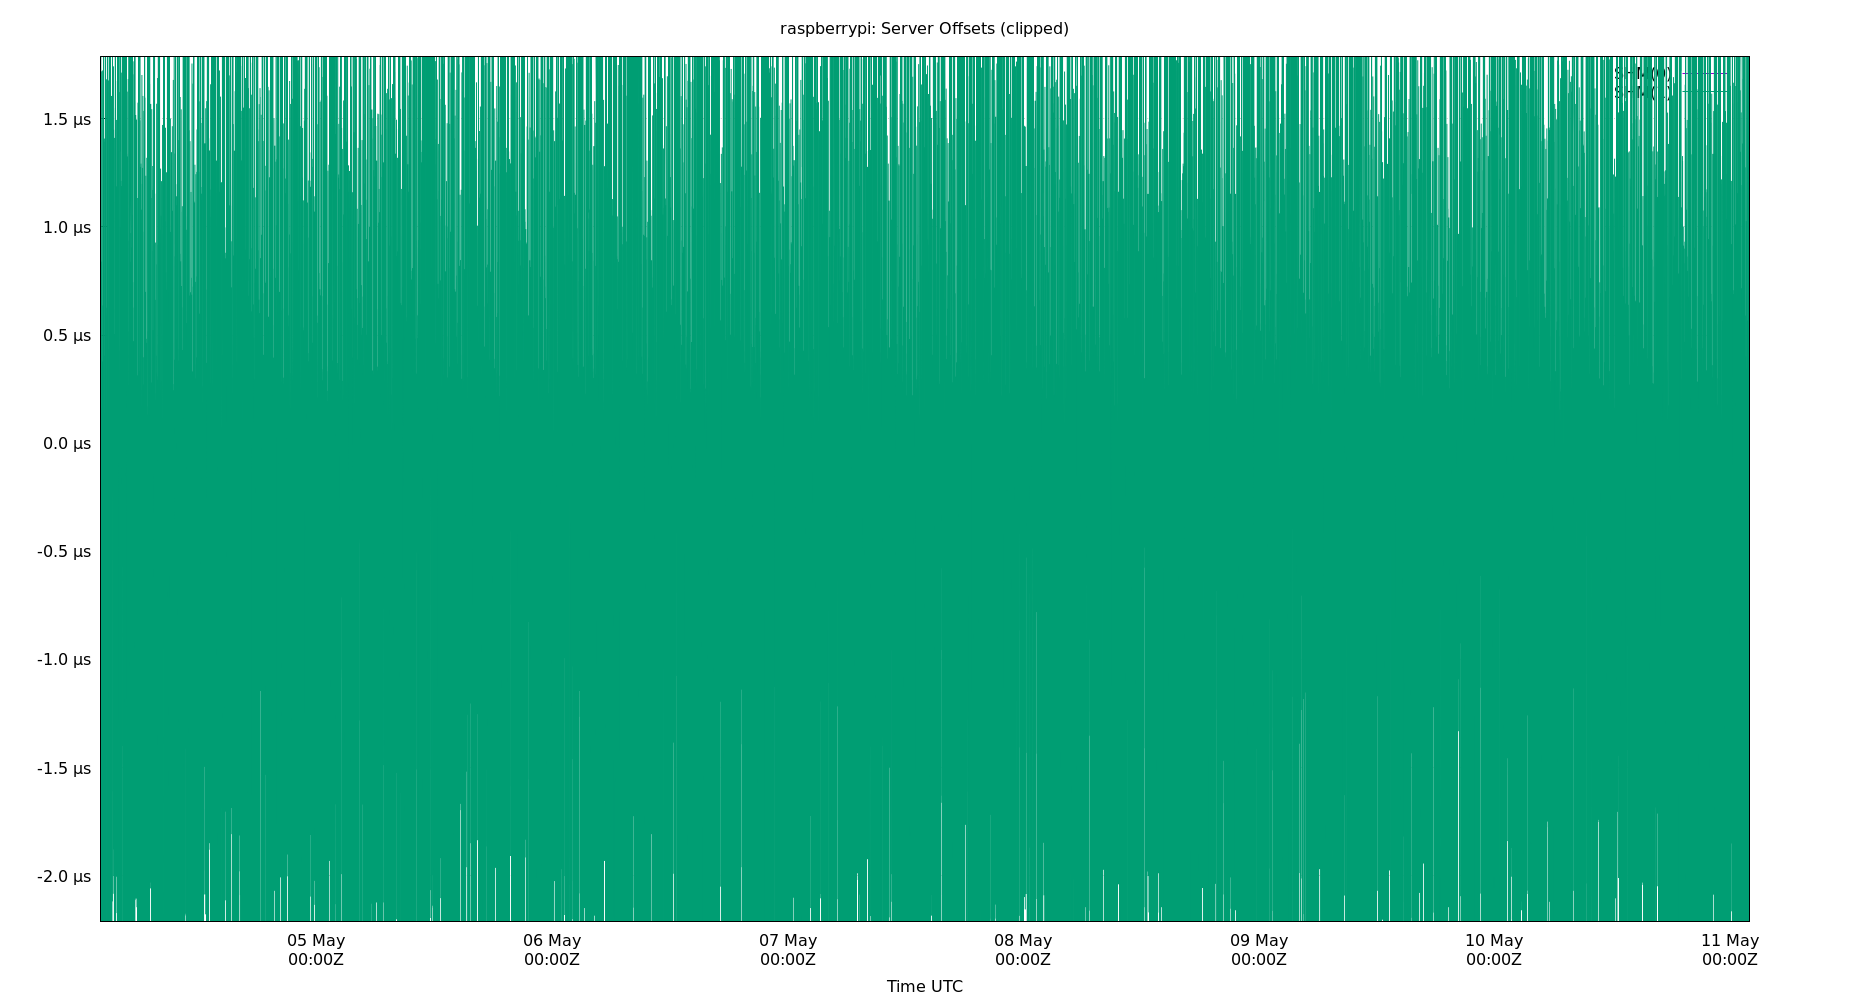 raspberrypi: Server Offsets (clipped)
SHM(0)
1.5 µs
1.0 µs
0.5 µs
0.0 µs
-0.5 µs
-1.0 µs
-1.5 µs
-2.0 µs
05 May
00:00Z
06 May
00:00Z
07 May
00:00Z
08 May
00:00Z
09 May
00:00Z
10 May
00:00Z
11 May
00:00Z
Time UTC